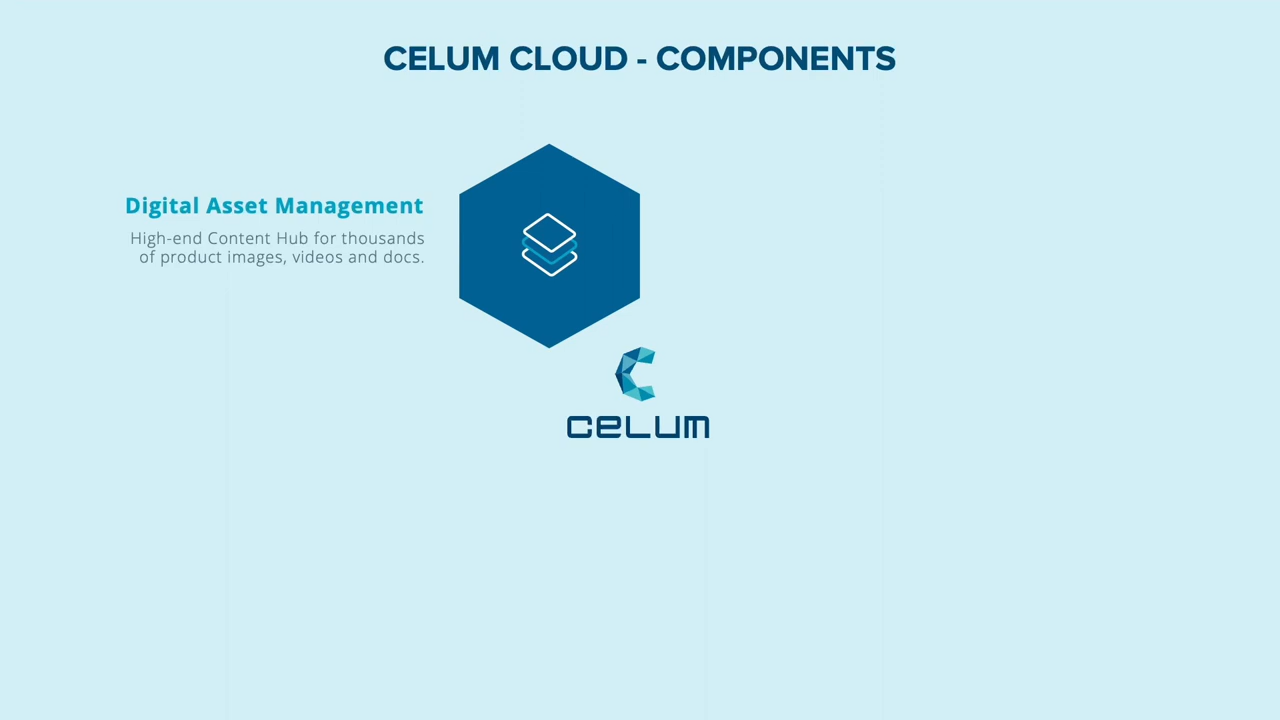 CELUM CLOUD - COMPONENTS
Digital Asset Management
High-end Content Hub for thousands
of product images, videos and docs.
CELUM